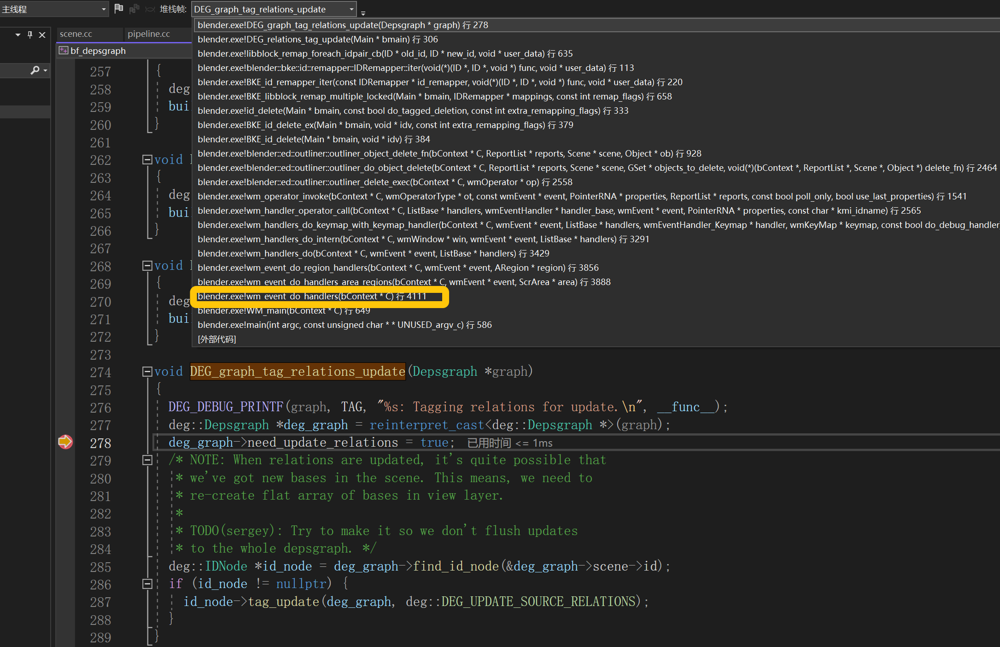 主线程
堆栈帧:
DEG_graph_tag_relations_update
blender.exe!DEG_graph_tag_relations_update(Depsgraph * graph) 行 278
blender.exe!DEG_relations_tag_update(Main * bmain) 行 306
blender.exe!libblock_remap_foreach_idpair_cb(ID * old_id, ID * new_id, void * user_data) 行 635
blender.exe!blender::bke::id::remapper::IDRemapper::iter(void(*)(ID *, ID *, void *) func, void * user_data) 行 113
blender.exe!BKE_id_remapper_iter(const IDRemapper * id_remapper, void(*)(ID *, ID *, void *) func, void * user_data) 行 220
blender.exe!BKE_libblock_remap_multiple_locked(Main * bmain, IDRemapper * mappings, const int remap_flags) 行 658
blender.exe!id_delete(Main * bmain, const bool do_tagged_deletion, const int extra_remapping_flags) 行 333
blender.exe!BKE_id_delete_ex(Main * bmain, void * idv, const int extra_remapping_flags) 行 379
blender.exe!BKE_id_delete(Main * bmain, void * idv) 行 384
blender.exe!blender::ed::outliner::outliner_object_delete_fn(bContext * C, ReportList * reports, Scene * scene, Object * ob) 行 928
blender.exe!blender::ed::outliner::outliner_do_object_delete(bContext * C, ReportList * reports, Scene * scene, GSet * objects_to_delete, void(*)(bContext *, ReportList *, Scene *, Object *) delete_fn) 行 2464
blender.exe!blender::ed::outliner::outliner_delete_exec(bContext * C, wmOperator * op) 行 2558
blender.exe!wm_operator_invoke(bContext * C, wmOperatorType * ot, const wmEvent * event, PointerRNA * properties, ReportList * reports, const bool poll_only, bool use_last_properties) 行 1541
blender.exe!wm_handler_operator_call(bContext * C, ListBase * handlers, wmEventHandler * handler_base, wmEvent * event, PointerRNA * properties, const char * kmi_idname) 行 2565
blender.exe!wm_handlers_do_keymap_with_keymap_handler(bContext * C, wmEvent * event, ListBase * handlers, wmEventHandler_Keymap * handler, wmKeyMap * keymap, const bool do_debug_handler)
blender.exe!wm_handlers_do_intern(bContext * C, wmWindow * win, wmEvent * event, ListBase * handlers) 行 3291
blender.exe!wm_handlers_do(bContext * C, wmEvent * event, ListBase * handlers) 行 3429
blender.exe!wm_event_do_region_handlers(bContext * C, wmEvent * event, ARegion * region) 行 3856
blender.exe!wm_event_do_handlers_area_regions(bContext * C, wmEvent * event, ScrArea * area) 行 3888
blender.exe!wm_event_do_handlers(bContext * C) 行 4111
blender.exe!WM_main(bContext * C) 行 649
blender.exe!main(int argc, const unsigned char * * UNUSED_argv_c) 行 586
[外部代码]
scene.cc
pipeline.cc
bf_depsgraph
257 {
258 deg
259 bui
260 }
261
262 void
263 {
264 deg
265 bui
266 }
267
268 void
269 {
270 deg
271 bui
272 }
273
274 void DEG_graph_tag_relations_update(Depsgraph *graph)
275 {
276 DEG_DEBUG_PRINTF(graph, TAG, "%s: Tagging relations for update.\n", __func__);
277 deg::Depsgraph *deg_graph = reinterpret_cast<deg::Depsgraph *>(graph);
278 deg_graph->need_update_relations = true; 已用时间 <= 1ms
279 /* NOTE: When relations are updated, it's quite possible that
280 * we've got new bases in the scene. This means, we need to
281 * re-create flat array of bases in view layer.
282 *
283 * TODO(sergey): Try to make it so we don't flush updates
284 * to the whole depsgraph. */
285 deg::IDNode *id_node = deg_graph->find_id_node(&deg_graph->scene->id);
286 if (id_node != nullptr) {
287 id_node->tag_update(deg_graph, deg::DEG_UPDATE_SOURCE_RELATIONS);
288 }
289 }